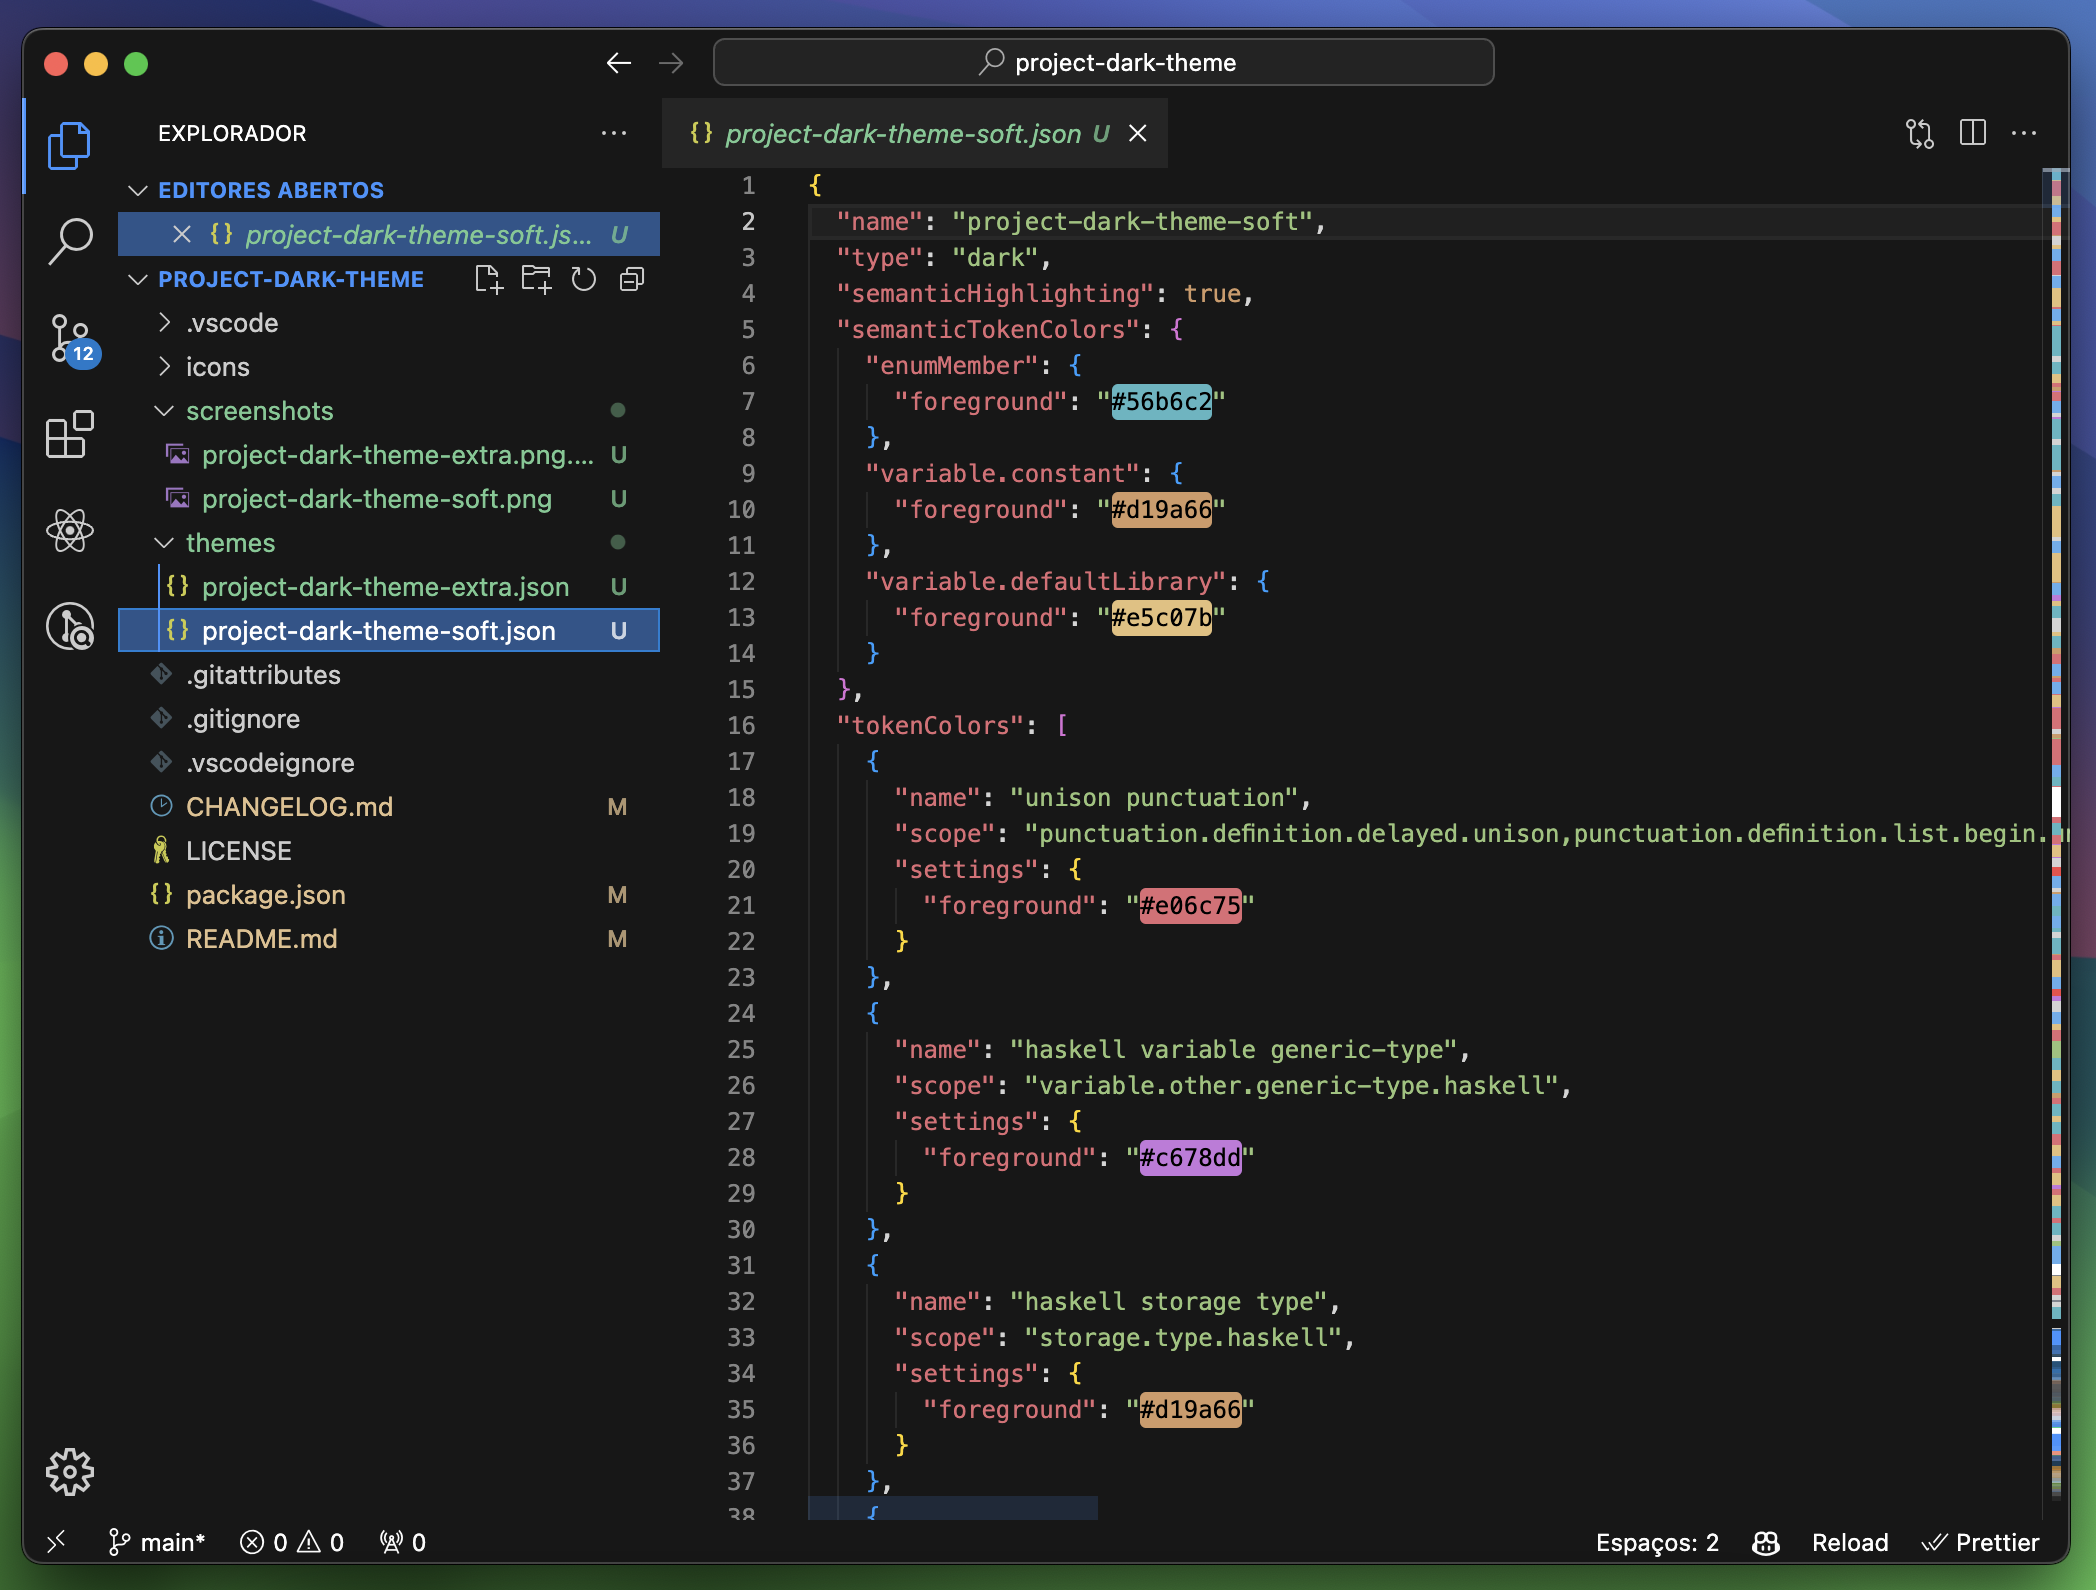 project-dark-theme
EXPLORADOR
EDITORES ABERTOS
project-dark-theme-soft.js... U
PROJECT-DARK-THEME
.vscode
icons
screenshots
project-dark-theme-extra.png.... U
project-dark-theme-soft.png U
themes
project-dark-theme-extra.json U
project-dark-theme-soft.json U
.gitattributes
.gitignore
.vscodeignore
CHANGELOG.md M
LICENSE
package.json M
README.md M
12
{} project-dark-theme-soft.json U
1 {
2 "name": "project-dark-theme-soft",
3 "type": "dark",
4 "semanticHighlighting": true,
5 "semanticTokenColors": {
6 "enumMember": {
7 "foreground": "#56b6c2"
8 },
9 "variable.constant": {
10 "foreground": "#d19a66"
11 },
12 "variable.defaultLibrary": {
13 "foreground": "#e5c07b"
14 }
15 },
16 "tokenColors": [
17 {
18 "name": "unison punctuation",
19 "scope": "punctuation.definition.delayed.unison,punctuation.definition.list.begin.
20 "settings": {
21 "foreground": "#e06c75"
22 }
23 },
24 {
25 "name": "haskell variable generic-type",
26 "scope": "variable.other.generic-type.haskell",
27 "settings": {
28 "foreground": "#c678dd"
29 }
30 },
31 {
32 "name": "haskell storage type",
33 "scope": "storage.type.haskell",
34 "settings": {
35 "foreground": "#d19a66"
36 }
37 },
38 {
main* 0 0 0
Espaços: 2 Reload Prettier